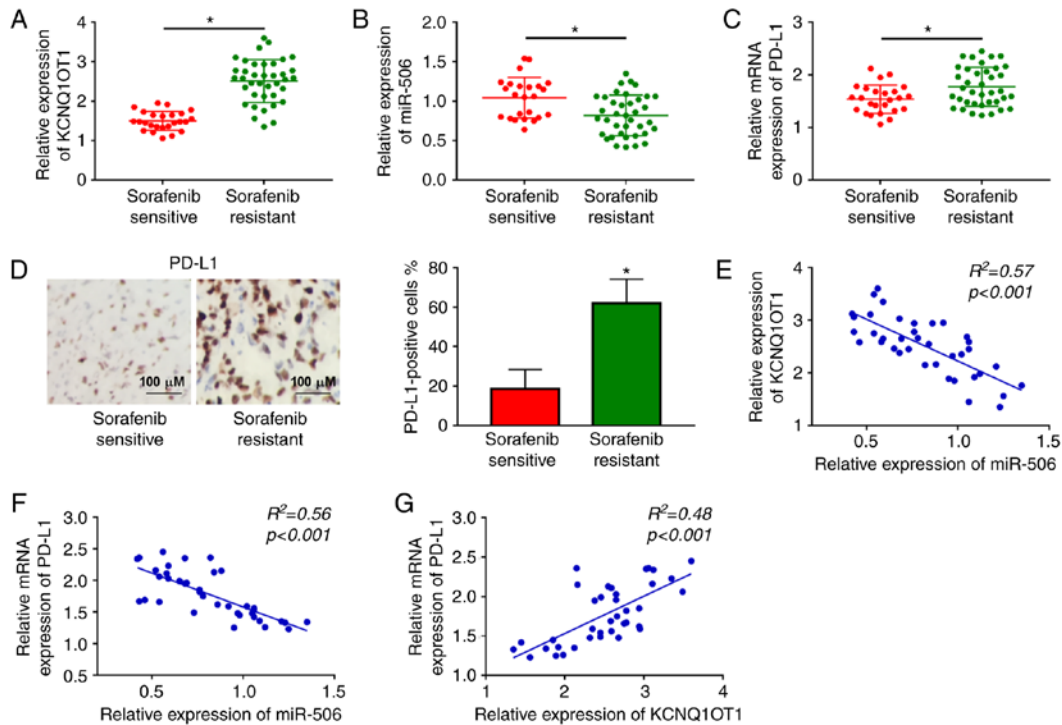 A
Relative expression
of KCNQ1OT1
4
3
2
1
0
*
Sorafenib
sensitive
Sorafenib
resistant
B
Relative expression
of miR-506
2.0
1.5
1.0
0.5
0.0
*
Sorafenib
sensitive
Sorafenib
resistant
C
Relative mRNA
expression of PD-L1
3
2
1
0
*
Sorafenib
sensitive
Sorafenib
resistant
D
PD-L1
100 μM
100 μM
Sorafenib
sensitive
Sorafenib
resistant
PD-L1-positive cells %
80
60
40
20
0
*
Sorafenib
sensitive
Sorafenib
resistant
E
Relative expression
of KCNQ1OT1
4
3
2
1
R²=0.57
p<0.001
0.5
1.0
1.5
Relative expression of miR-506
F
Relative mRNA
expression of PD-L1
3.0
2.5
2.0
1.5
1.0
0.5
R²=0.56
p<0.001
0.5
1.0
1.5
Relative expression of miR-506
G
Relative mRNA
expression of PD-L1
3.0
2.5
2.0
1.5
1.0
R²=0.48
p<0.001
1
2
3
4
Relative expression of KCNQ1OT1